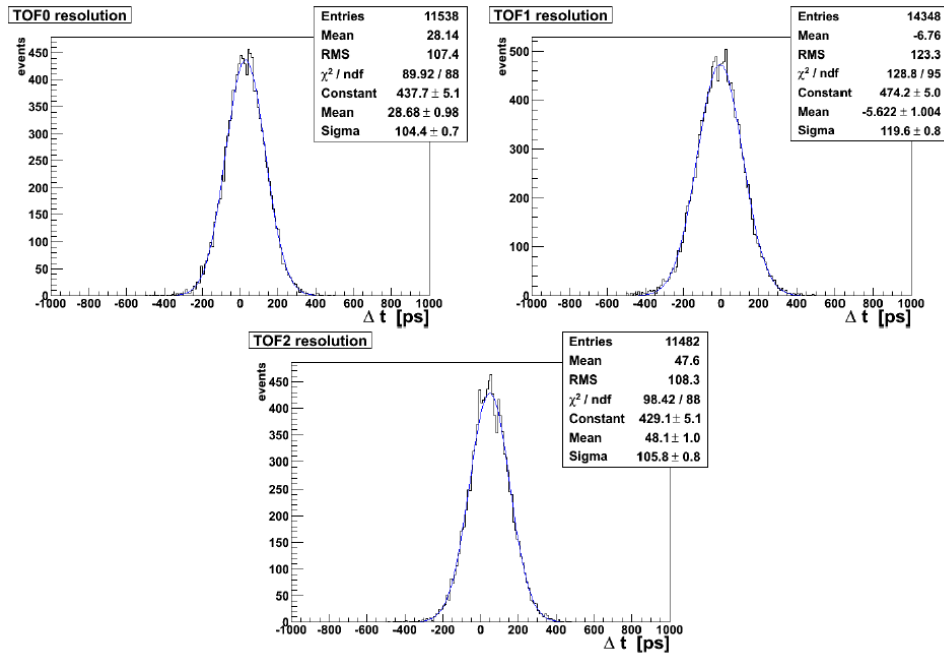 TOF0 resolution
Entries 11538
Mean 28.14
RMS 107.4
χ² / ndf 89.92 / 88
Constant 437.7 ± 5.1
Mean 28.68 ± 0.98
Sigma 104.4 ± 0.7
events
450
400
350
300
250
200
150
100
50
0
-1000 -800 -600 -400 -200 0 200 400 600 800 1000
Δ t [ps]
TOF1 resolution
Entries 14348
Mean -6.76
RMS 123.3
χ² / ndf 128.8 / 95
Constant 474.2 ± 5.0
Mean -5.622 ± 1.004
Sigma 119.6 ± 0.8
events
500
400
300
200
100
0
-1000 -800 -600 -400 -200 0 200 400 600 800 1000
Δ t [ps]
TOF2 resolution
Entries 11482
Mean 47.6
RMS 108.3
χ² / ndf 98.42 / 88
Constant 429.1 ± 5.1
Mean 48.1 ± 1.0
Sigma 105.8 ± 0.8
events
450
400
350
300
250
200
150
100
50
0
-1000 -800 -600 -400 -200 0 200 400 600 800 1000
Δ t [ps]